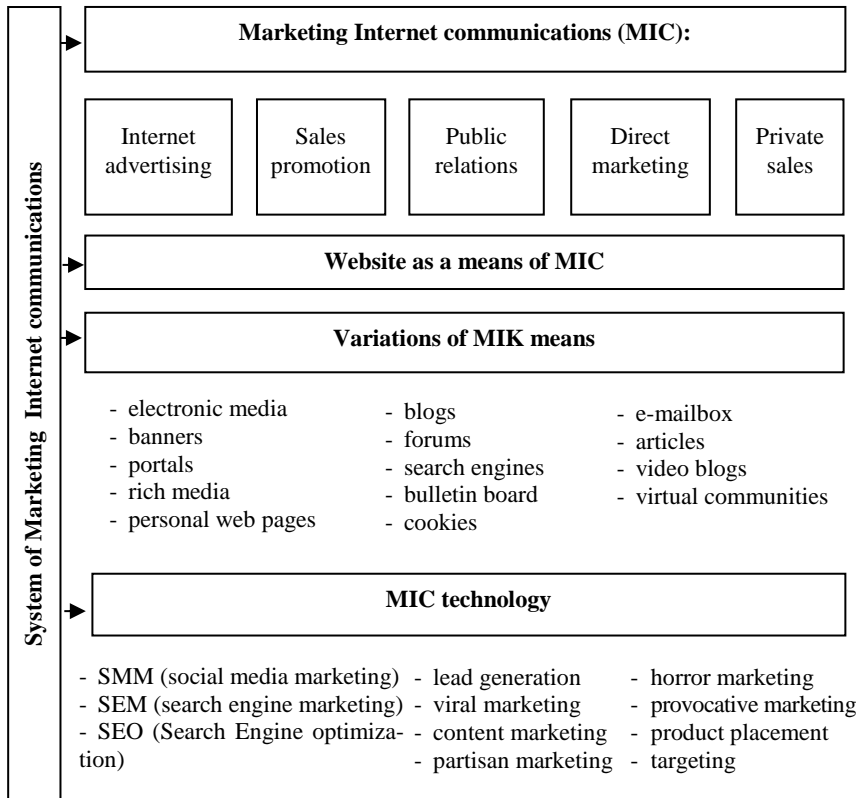 System of Marketing Internet communications
Marketing Internet communications (MIC):
Internet
advertising
Sales
promotion
Public
relations
Direct
marketing
Private
sales
Website as a means of MIC
Variations of MIK means
- electronic media
- banners
- portals
- rich media
- personal web pages
- blogs
- forums
- search engines
- bulletin board
- cookies
- e-mailbox
- articles
- video blogs
- virtual communities
MIC technology
- SMM (social media marketing)
- SEM (search engine marketing)
- SEO (Search Engine optimiza-
tion)
- lead generation
- viral marketing
- content marketing
- partisan marketing
- horror marketing
- provocative marketing
- product placement
- targeting